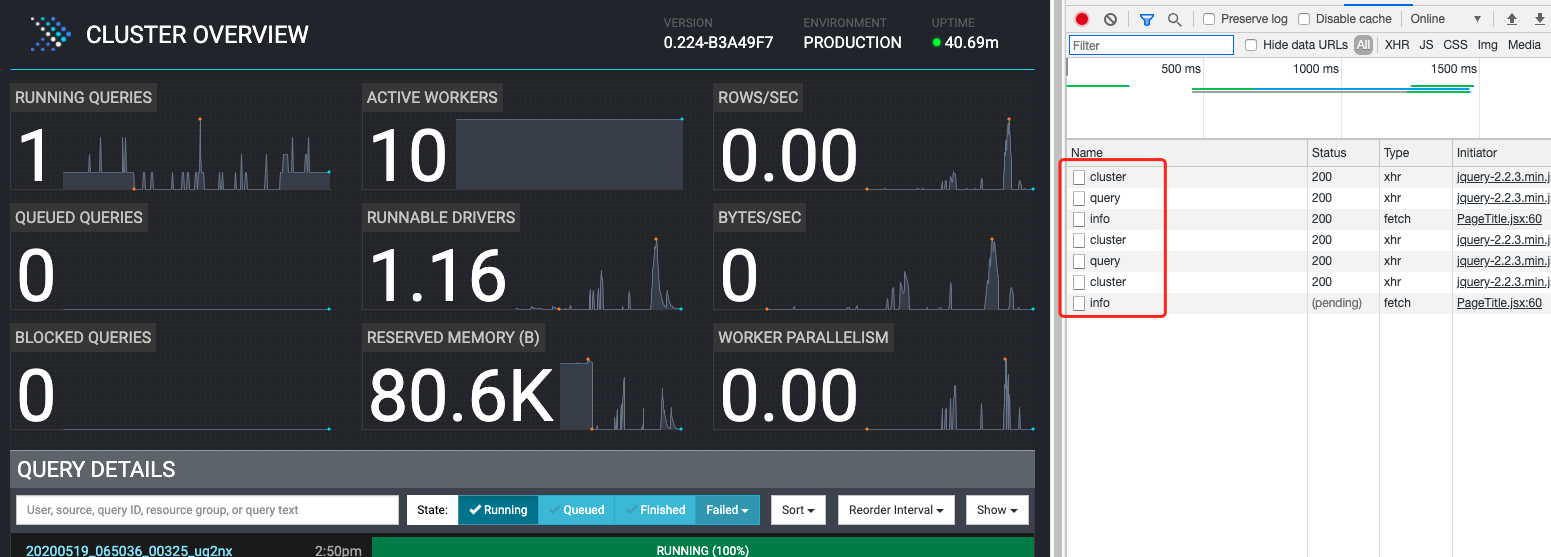 CLUSTER OVERVIEW
VERSION
0.224-B3A49F7
ENVIRONMENT
PRODUCTION
UPTIME
40.69m
RUNNING QUERIES
1
ACTIVE WORKERS
10
ROWS/SEC
0.00
QUEUED QUERIES
0
RUNNABLE DRIVERS
1.16
BYTES/SEC
0
BLOCKED QUERIES
0
RESERVED MEMORY (B)
80.6K
WORKER PARALLELISM
0.00
QUERY DETAILS
User, source, query ID, resource group, or query text
State: Running Queued Finished Failed Sort Reorder Interval Show
20200519_065036_00325_uq2nx 2:50pm RUNNING (100%)
Preserve log Disable cache Online
Filter Hide data URLs All XHR JS CSS Img Media
500 ms 1000 ms 1500 ms
Name Status Type Initiator
cluster 200 xhr jquery-2.2.3.min.js
query 200 xhr jquery-2.2.3.min.js
info 200 fetch PageTitle.jsx:60
cluster 200 xhr jquery-2.2.3.min.js
query 200 xhr jquery-2.2.3.min.js
cluster 200 xhr jquery-2.2.3.min.js
info (pending) fetch PageTitle.jsx:60